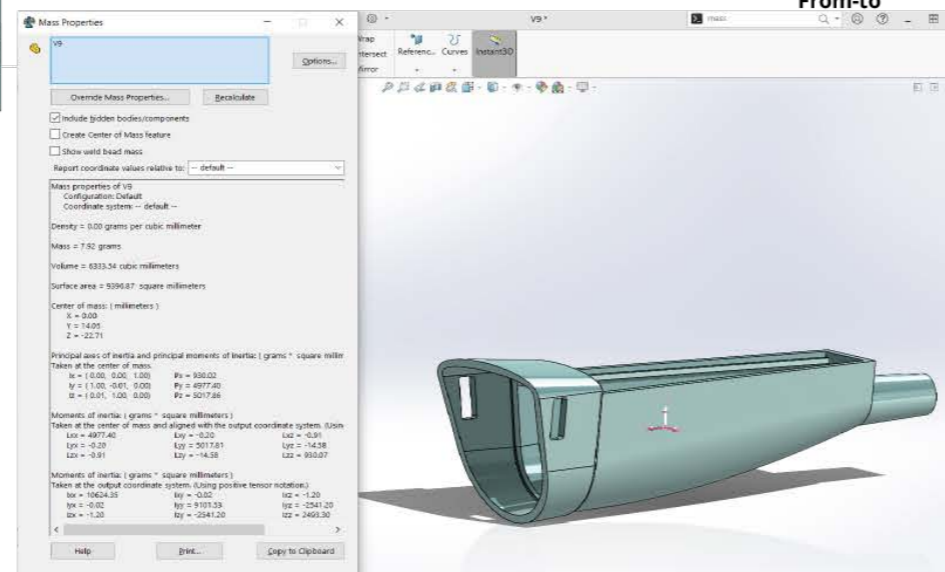 From-to
Mass Properties
V9 *
mass
V9
Options...
Wrap
Intersect
Mirror
Referenc...
Curves
Instant3D
Override Mass Properties...
Recalculate
Include hidden bodies/components
Create Center of Mass feature
Show weld bead mass
Report coordinate values relative to: -- default --
Mass properties of V9
Configuration: Default
Coordinate system: -- default --
Density = 0.00 grams per cubic millimeter
Mass = 7.92 grams
Volume = 6333.54 cubic millimeters
Surface area = 9396.87 square millimeters
Center of mass: ( millimeters )
X = 0.00
Y = 14.05
Z = -22.71
Principal axes of inertia and principal moments of inertia: ( grams * square millim
Taken at the center of mass.
Ix = ( 0.00, 0.00, 1.00) Px = 930.02
Iy = ( 1.00, -0.01, 0.00) Py = 4977.40
Iz = ( 0.01, 1.00, 0.00) Pz = 5017.86
Moments of inertia: ( grams * square millimeters )
Taken at the center of mass and aligned with the output coordinate system. (Usin
Lxx = 4977.40 Lxy = -0.20 Lxz = -0.91
Lyx = -0.20 Lyy = 5017.81 Lyz = -14.58
Lzx = -0.91 Lzy = -14.58 Lzz = 930.07
Moments of inertia: ( grams * square millimeters )
Taken at the output coordinate system. (Using positive tensor notation.)
Ixx = 10624.35 Ixy = -0.02 Ixz = -1.20
Iyx = -0.02 Iyy = 9101.53 Iyz = -2541.20
Izx = -1.20 Izy = -2541.20 Izz = 2493.30
Help
Print...
Copy to Clipboard